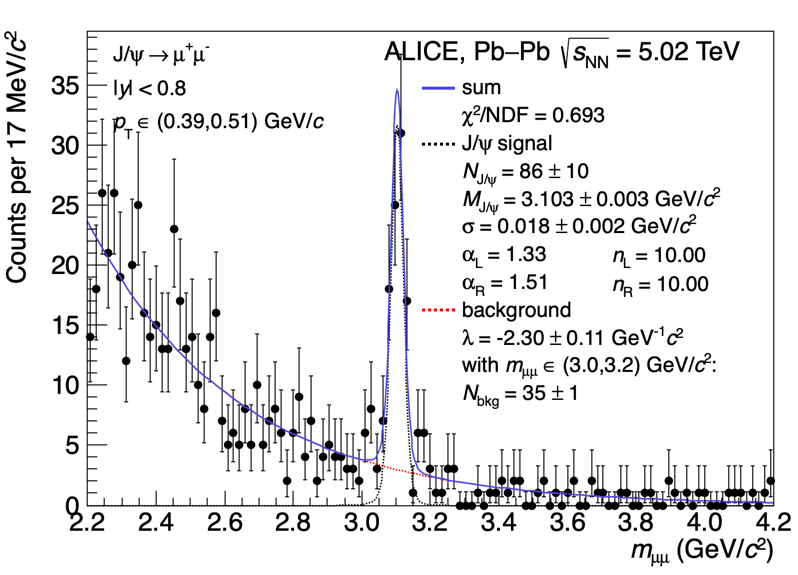 J/ψ → μ⁺μ⁻
|y| < 0.8
p_T ∈ (0.39,0.51) GeV/c
ALICE, Pb–Pb √s_NN = 5.02 TeV
sum
χ²/NDF = 0.693
J/ψ signal
N_J/ψ = 86 ± 10
M_J/ψ = 3.103 ± 0.003 GeV/c²
σ = 0.018 ± 0.002 GeV/c²
α_L = 1.33 n_L = 10.00
α_R = 1.51 n_R = 10.00
background
λ = -2.30 ± 0.11 GeV⁻¹c²
with m_μμ ∈ (3.0,3.2) GeV/c²:
N_bkg = 35 ± 1
Counts per 17 MeV/c²
35
30
25
20
15
10
5
0
2.2 2.4 2.6 2.8 3.0 3.2 3.4 3.6 3.8 4.0 4.2
m_μμ (GeV/c²)